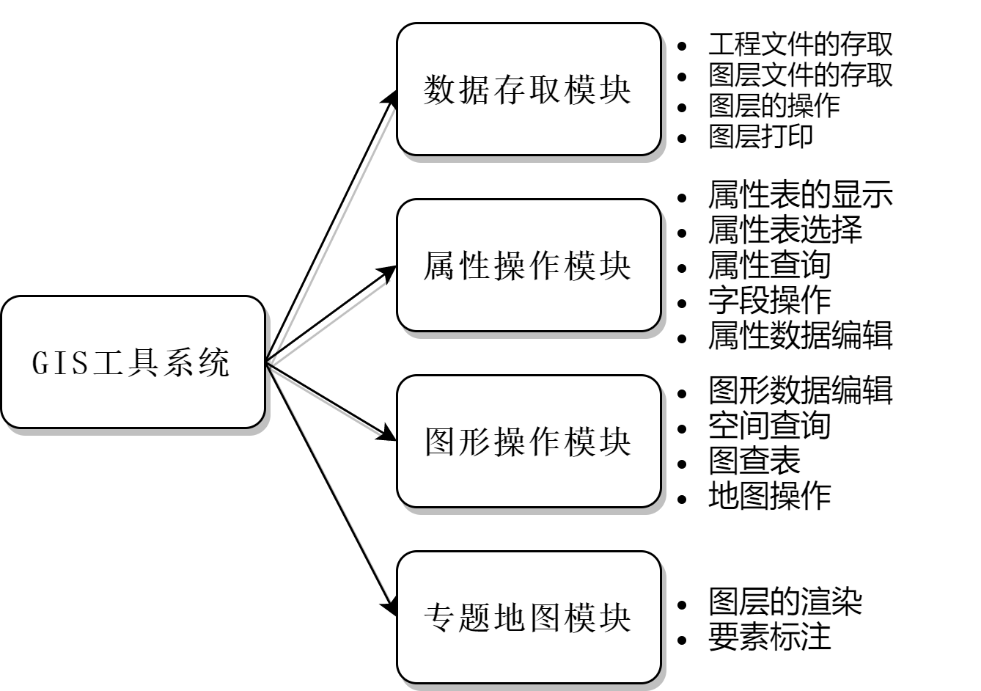 数据存取模块
• 工程文件的存取
• 图层文件的存取
• 图层的操作
• 图层打印
属性操作模块
• 属性表的显示
• 属性表选择
• 属性查询
• 字段操作
• 属性数据编辑
GIS工具系统
图形操作模块
• 图形数据编辑
• 空间查询
• 图查表
• 地图操作
专题地图模块
• 图层的渲染
• 要素标注